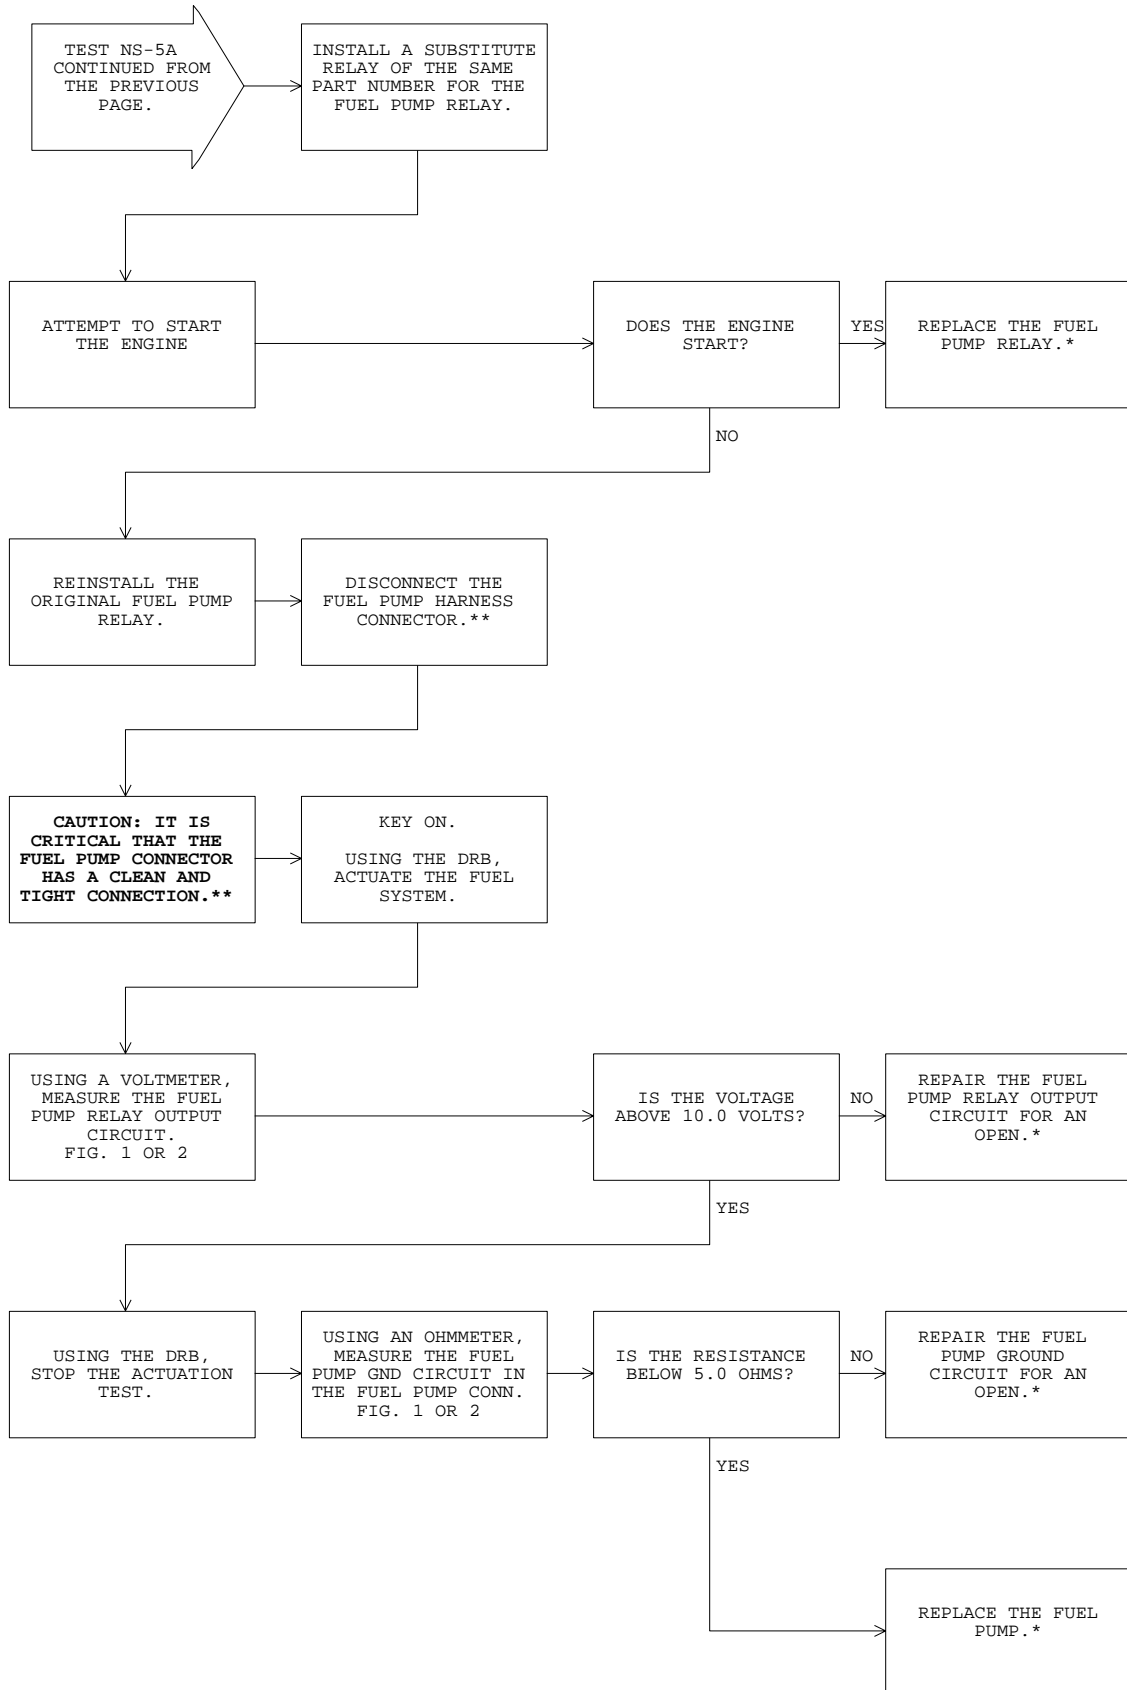 TEST NS-5A
CONTINUED FROM
THE PREVIOUS
PAGE.
INSTALL A SUBSTITUTE
RELAY OF THE SAME
PART NUMBER FOR THE
FUEL PUMP RELAY.
ATTEMPT TO START
THE ENGINE
DOES THE ENGINE
START?
YES
REPLACE THE FUEL
PUMP RELAY.*
NO
REINSTALL THE
ORIGINAL FUEL PUMP
RELAY.
DISCONNECT THE
FUEL PUMP HARNESS
CONNECTOR.**
CAUTION: IT IS
CRITICAL THAT THE
FUEL PUMP CONNECTOR
HAS A CLEAN AND
TIGHT CONNECTION.**
KEY ON.
USING THE DRB,
ACTUATE THE FUEL
SYSTEM.
USING A VOLTMETER,
MEASURE THE FUEL
PUMP RELAY OUTPUT
CIRCUIT.
FIG. 1 OR 2
IS THE VOLTAGE
ABOVE 10.0 VOLTS?
NO
REPAIR THE FUEL
PUMP RELAY OUTPUT
CIRCUIT FOR AN
OPEN.*
YES
USING THE DRB,
STOP THE ACTUATION
TEST.
USING AN OHMMETER,
MEASURE THE FUEL
PUMP GND CIRCUIT IN
THE FUEL PUMP CONN.
FIG. 1 OR 2
IS THE RESISTANCE
BELOW 5.0 OHMS?
NO
REPAIR THE FUEL
PUMP GROUND
CIRCUIT FOR AN
OPEN.*
YES
REPLACE THE FUEL
PUMP.*